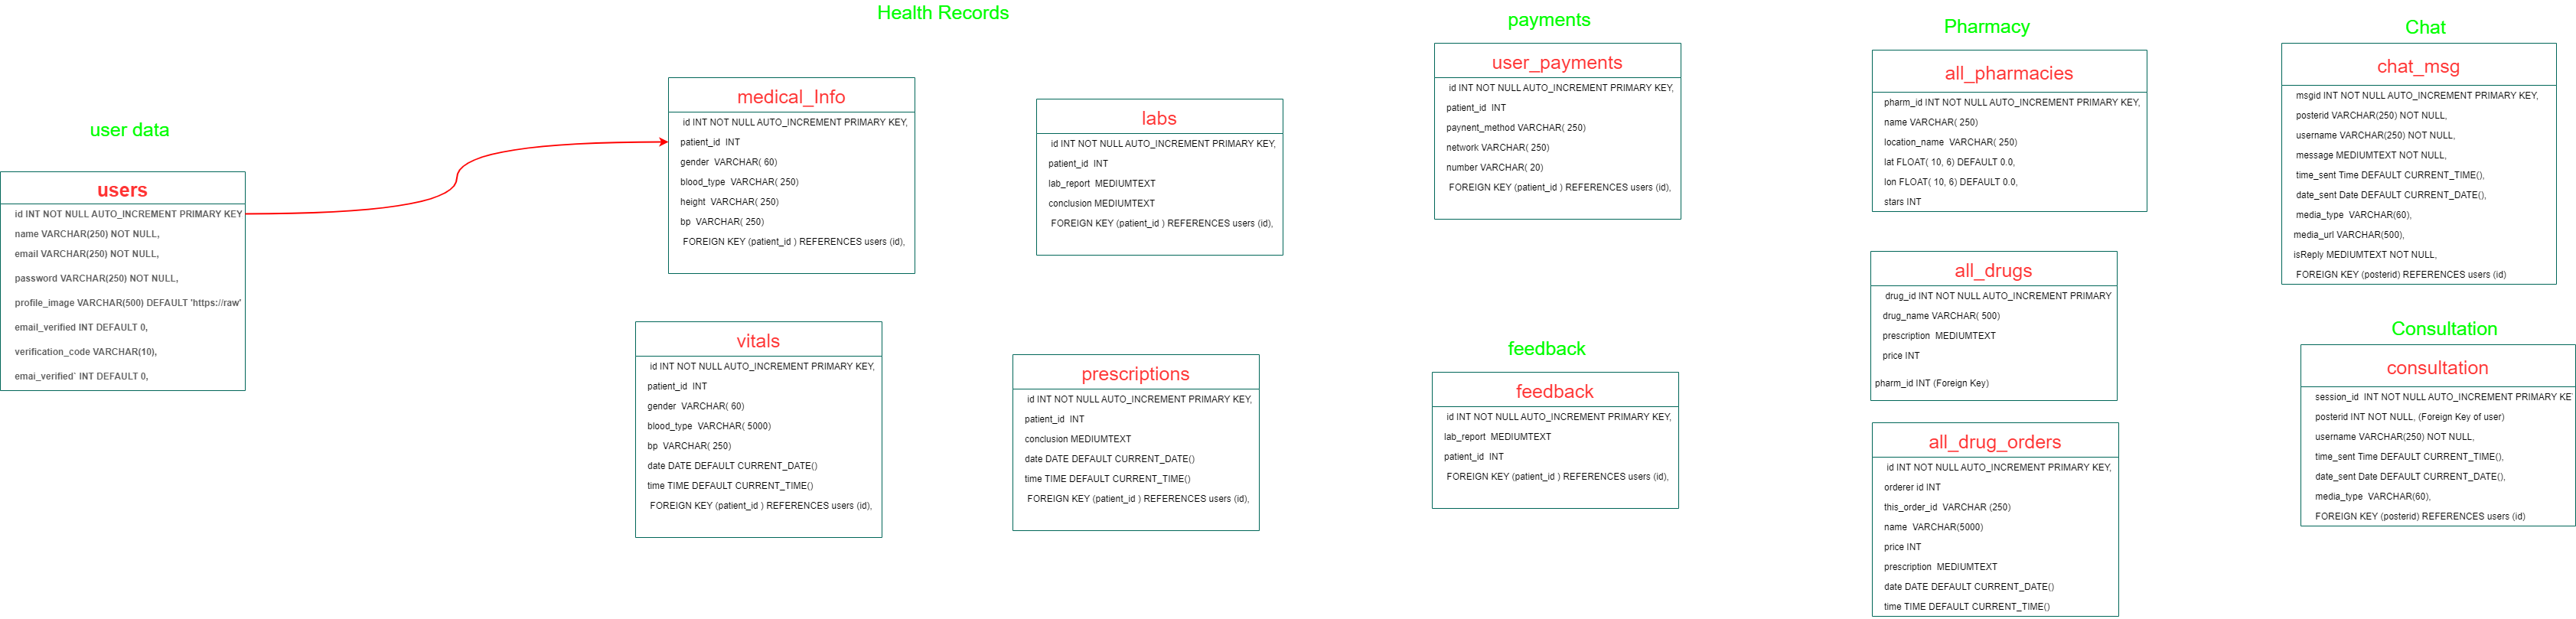 user data
users
id INT NOT NULL AUTO_INCREMENT PRIMARY KEY
name VARCHAR(250) NOT NULL,
email VARCHAR(250) NOT NULL,
password VARCHAR(250) NOT NULL,
profile_image VARCHAR(500) DEFAULT 'https://raw'
email_verified INT DEFAULT 0,
verification_code VARCHAR(10),
emai_verified` INT DEFAULT 0,
Health Records
medical_Info
id INT NOT NULL AUTO_INCREMENT PRIMARY KEY,
patient_id INT
gender VARCHAR( 60)
blood_type VARCHAR( 250)
height VARCHAR( 250)
bp VARCHAR( 250)
FOREIGN KEY (patient_id ) REFERENCES users (id),
labs
id INT NOT NULL AUTO_INCREMENT PRIMARY KEY,
patient_id INT
lab_report MEDIUMTEXT
conclusion MEDIUMTEXT
FOREIGN KEY (patient_id ) REFERENCES users (id),
vitals
id INT NOT NULL AUTO_INCREMENT PRIMARY KEY,
patient_id INT
gender VARCHAR( 60)
blood_type VARCHAR( 5000)
bp VARCHAR( 250)
date DATE DEFAULT CURRENT_DATE()
time TIME DEFAULT CURRENT_TIME()
FOREIGN KEY (patient_id ) REFERENCES users (id),
prescriptions
id INT NOT NULL AUTO_INCREMENT PRIMARY KEY,
patient_id INT
conclusion MEDIUMTEXT
date DATE DEFAULT CURRENT_DATE()
time TIME DEFAULT CURRENT_TIME()
FOREIGN KEY (patient_id ) REFERENCES users (id),
payments
user_payments
id INT NOT NULL AUTO_INCREMENT PRIMARY KEY,
patient_id INT
paynent_method VARCHAR( 250)
network VARCHAR( 250)
number VARCHAR( 20)
FOREIGN KEY (patient_id ) REFERENCES users (id),
feedback
feedback
id INT NOT NULL AUTO_INCREMENT PRIMARY KEY,
lab_report MEDIUMTEXT
patient_id INT
FOREIGN KEY (patient_id ) REFERENCES users (id),
Pharmacy
all_pharmacies
pharm_id INT NOT NULL AUTO_INCREMENT PRIMARY KEY,
name VARCHAR( 250)
location_name VARCHAR( 250)
lat FLOAT( 10, 6) DEFAULT 0.0,
lon FLOAT( 10, 6) DEFAULT 0.0,
stars INT
all_drugs
drug_id INT NOT NULL AUTO_INCREMENT PRIMARY
drug_name VARCHAR( 500)
prescription MEDIUMTEXT
price INT
pharm_id INT (Foreign Key)
all_drug_orders
id INT NOT NULL AUTO_INCREMENT PRIMARY KEY,
orderer id INT
this_order_id VARCHAR (250)
name VARCHAR(5000)
price INT
prescription MEDIUMTEXT
date DATE DEFAULT CURRENT_DATE()
time TIME DEFAULT CURRENT_TIME()
Chat
chat_msg
msgid INT NOT NULL AUTO_INCREMENT PRIMARY KEY,
posterid VARCHAR(250) NOT NULL,
username VARCHAR(250) NOT NULL,
message MEDIUMTEXT NOT NULL,
time_sent Time DEFAULT CURRENT_TIME(),
date_sent Date DEFAULT CURRENT_DATE(),
media_type VARCHAR(60),
media_url VARCHAR(500),
isReply MEDIUMTEXT NOT NULL,
FOREIGN KEY (posterid) REFERENCES users (id)
Consultation
consultation
session_id INT NOT NULL AUTO_INCREMENT PRIMARY KE
posterid INT NOT NULL, (Foreign Key of user)
username VARCHAR(250) NOT NULL,
time_sent Time DEFAULT CURRENT_TIME(),
date_sent Date DEFAULT CURRENT_DATE(),
media_type VARCHAR(60),
FOREIGN KEY (posterid) REFERENCES users (id)